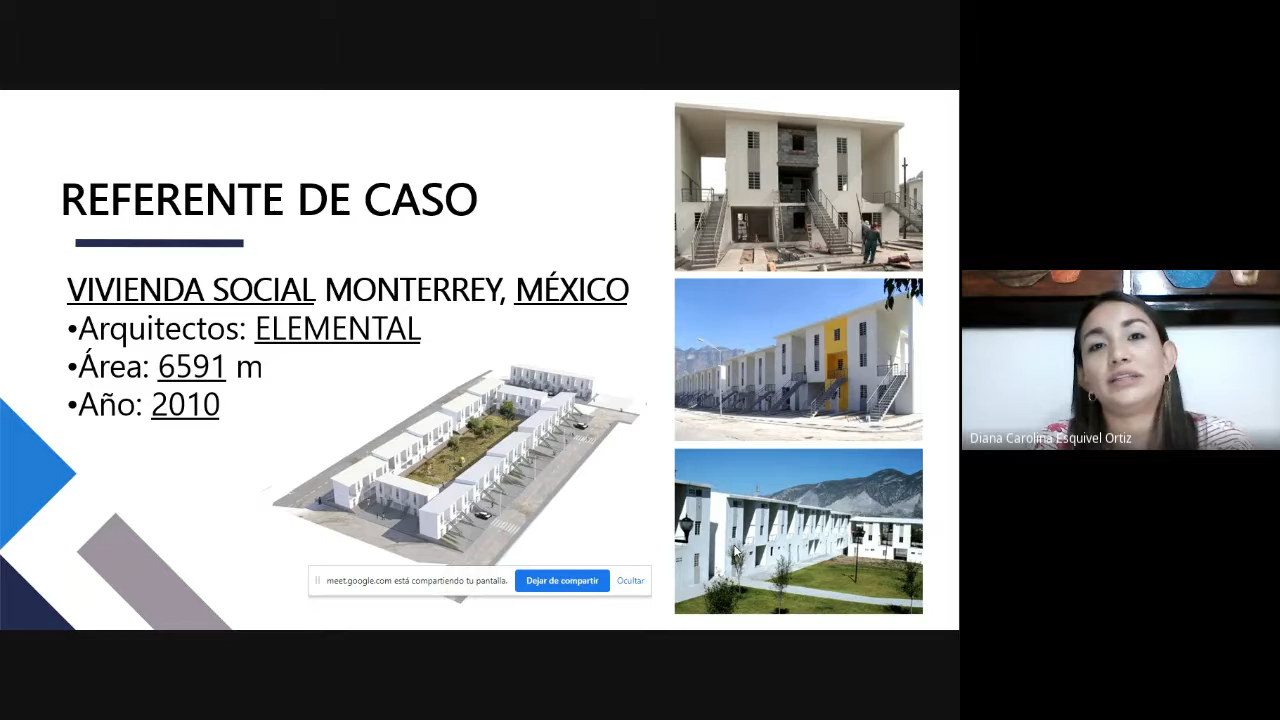 REFERENTE DE CASO
VIVIENDA SOCIAL MONTERREY, MÉXICO
•Arquitectos: ELEMENTAL
•Área: 6591 m
•Año: 2010
meet.google.com está compartiendo tu pantalla.
Dejar de compartir
Ocultar
Diana Carolina Esquivel Ortiz